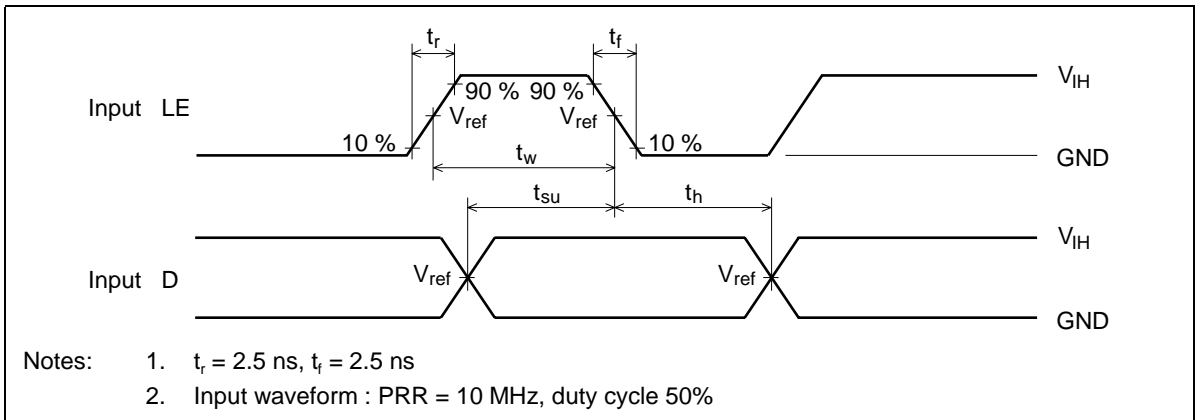 tr
tf
VIH
Input LE
90 % 90 %
Vref
Vref
10 %
10 %
tw
GND
tsu
th
VIH
Input D
Vref
Vref
GND
Notes: 1. tr = 2.5 ns, tf = 2.5 ns
2. Input waveform : PRR = 10 MHz, duty cycle 50%